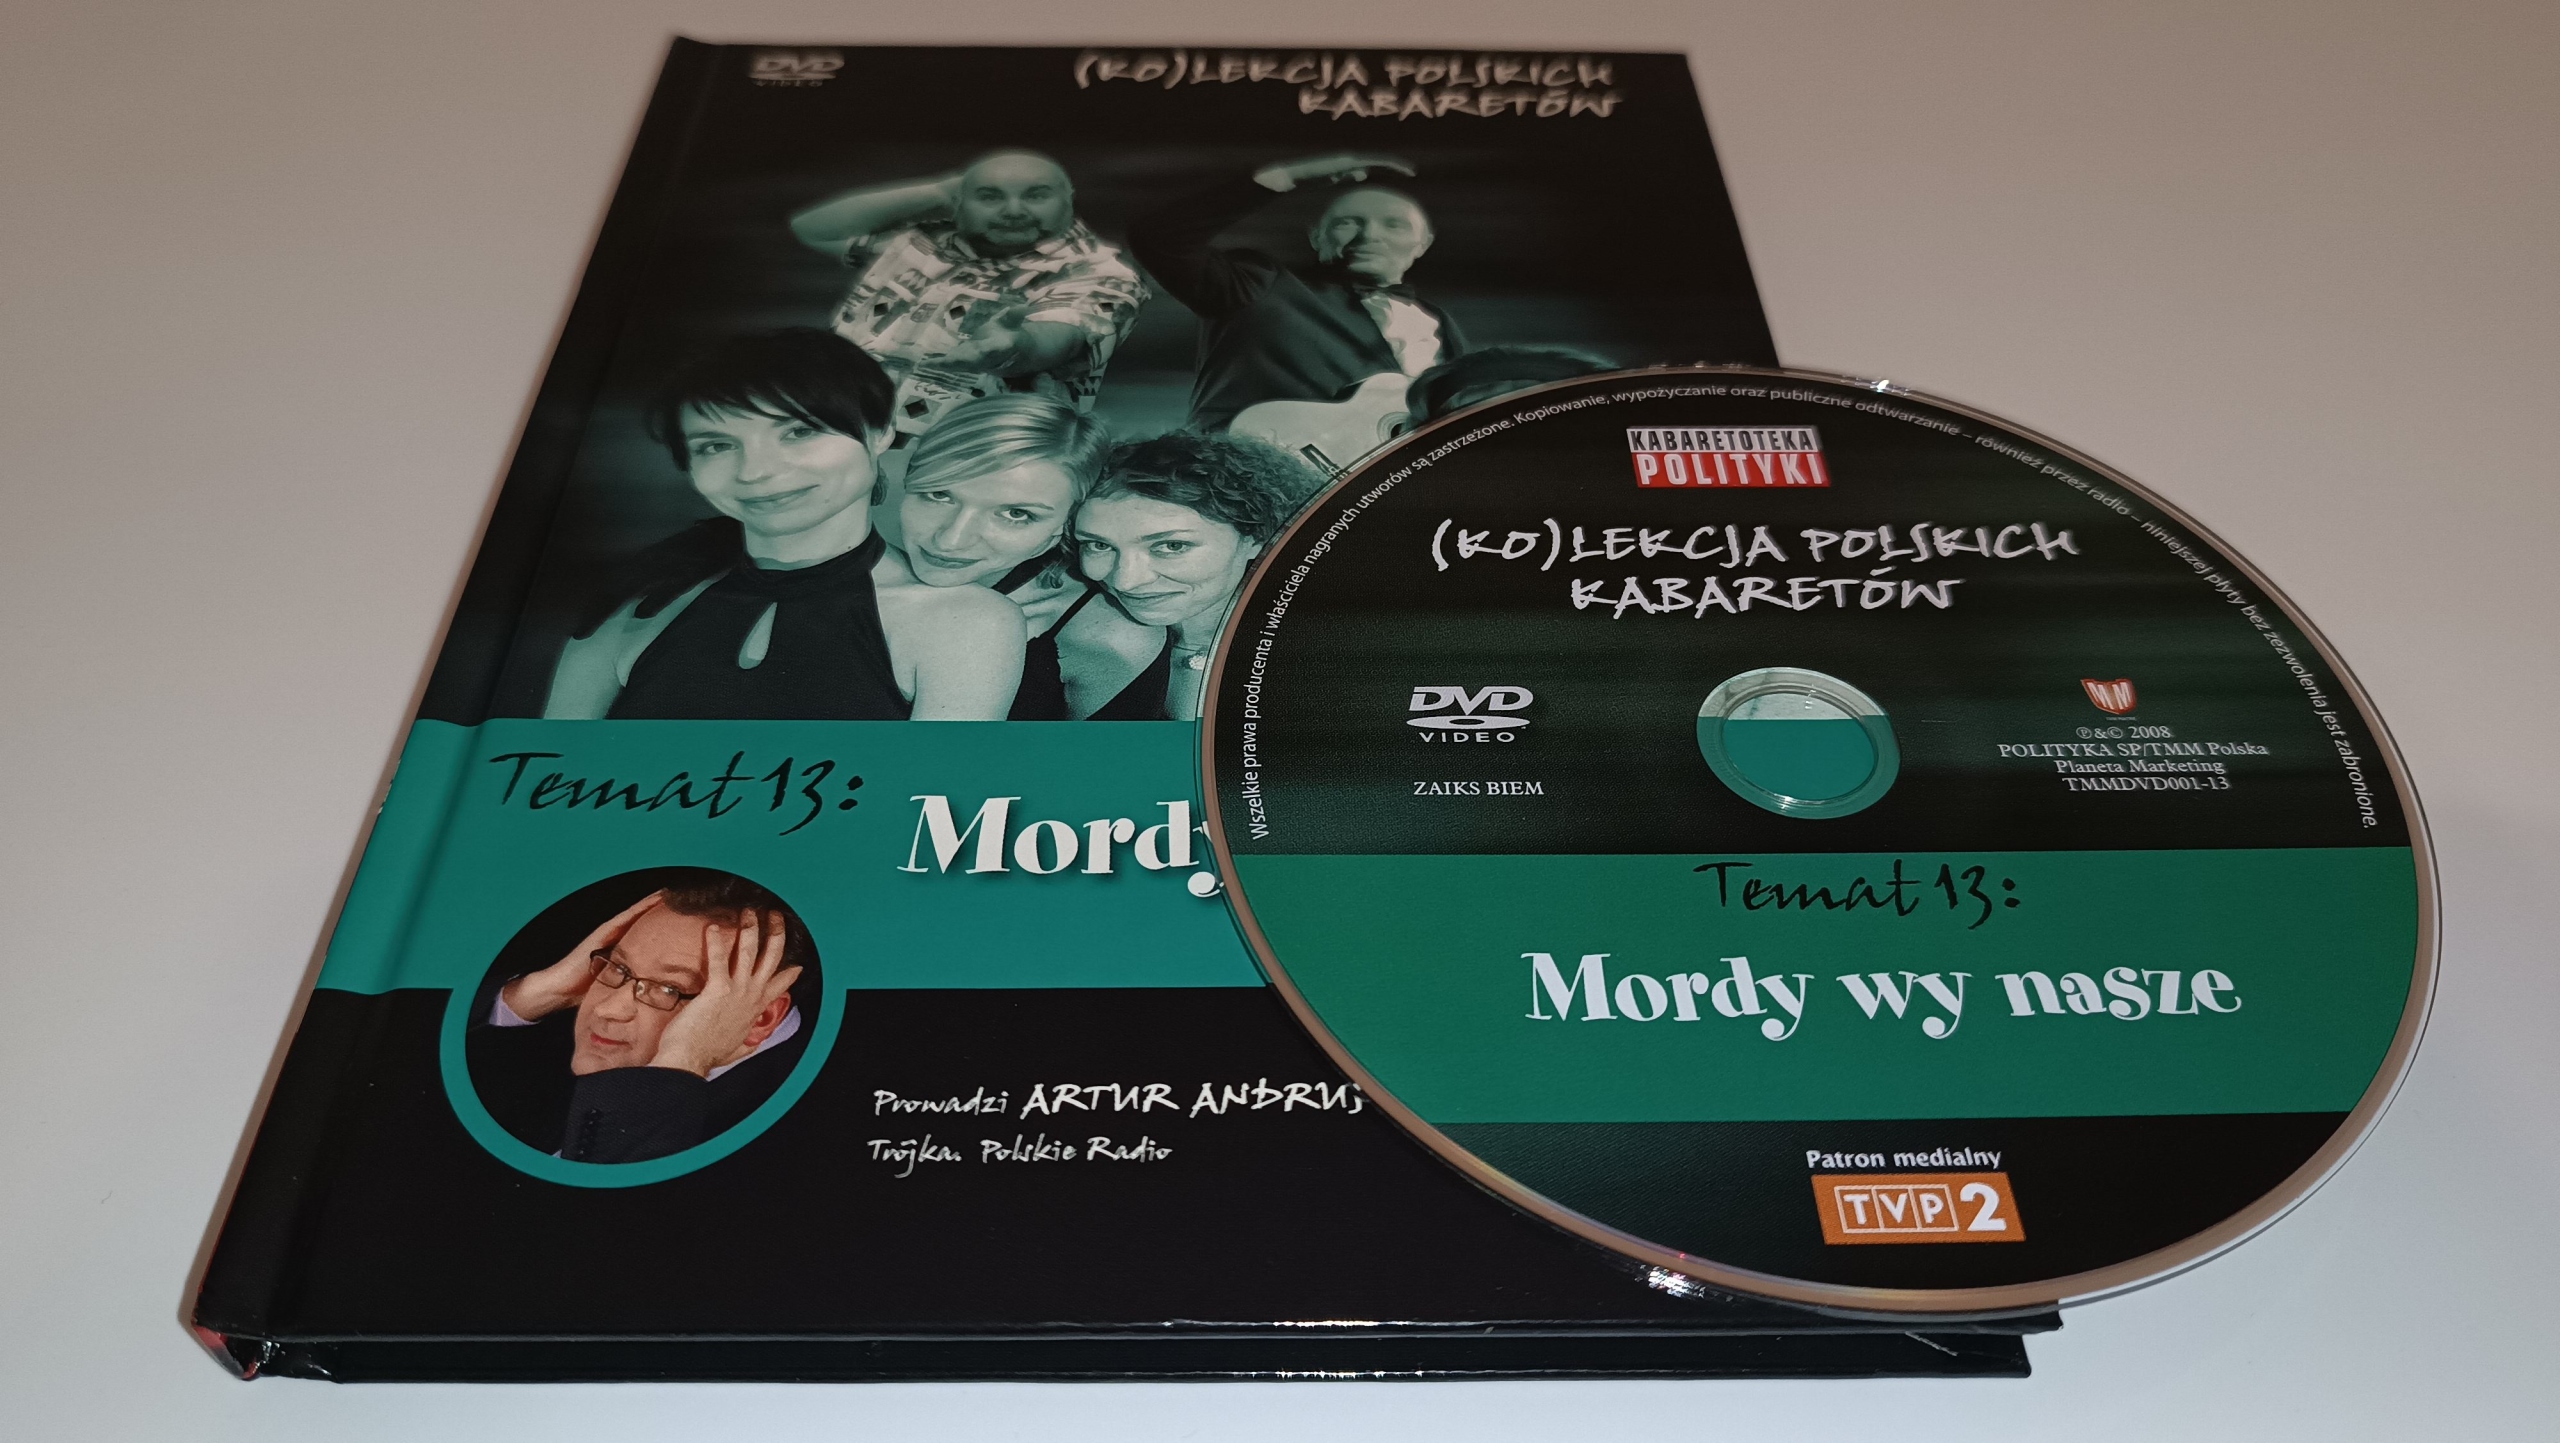 DVD
VIDEO
(KO)LEKCJA POLSKICH
KABARETÓW
Temat 13:
Mordy
Prowadzi ARTUR ANDRUS
Trójka. Polskie Radio
Wszelkie prawa producenta i właściciela nagranych utworów są zastrzeżone. Kopiowanie, wypożyczanie oraz publiczne odtwarzanie – również przez radio – niniejszej płyty bez zezwolenia jest zabronione.
KABARETOTEKA
POLITYKI
(KO)LEKCJA POLSKICH
KABARETÓW
DVD
VIDEO
ZAIKS BIEM
℗&© 2008
POLITYKA SP/TMM Polska
Planeta Marketing
TMMDVD001-13
Temat 13:
Mordy wy nasze
Patron medialny
TVP 2